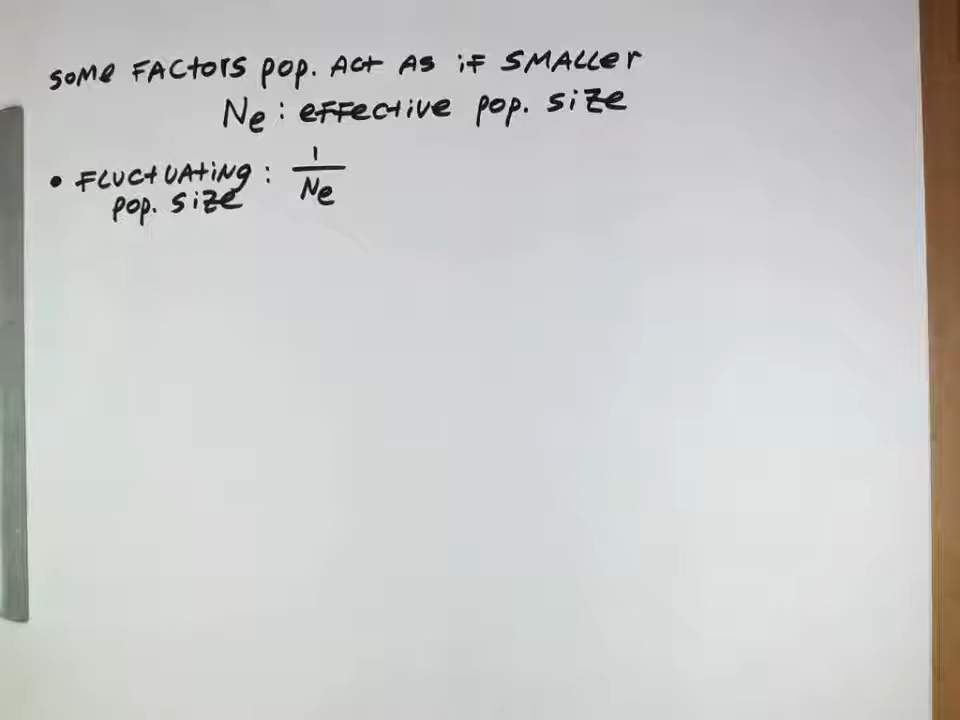 SOME FACTORS POP. ACT AS IF SMALLER
Ne : EFFECTIVE POP. SIZE
• FLUCTUATING POP. SIZE : 1/Ne